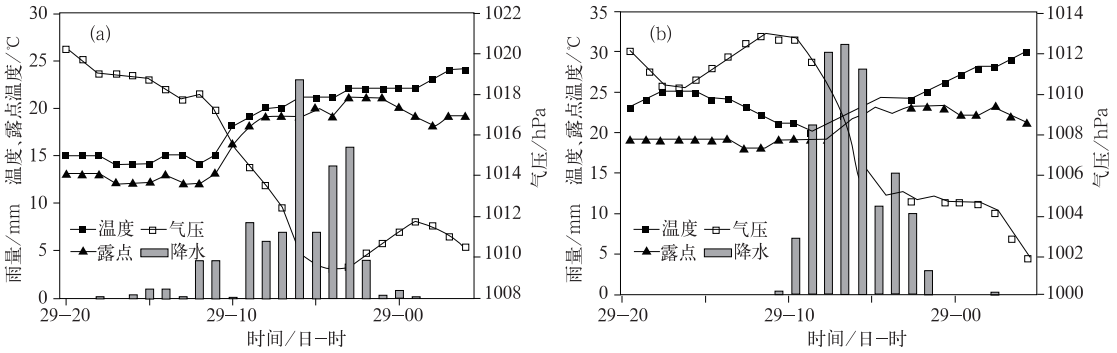 (a)
雨量/mm 温度、露点温度/℃
30
25
20
15
10
5
0
气压/hPa
1022
1020
1018
1016
1014
1012
1010
1008
温度
气压
露点
降水
29-20
29-10
29-00
时间/日-时
(b)
雨量/mm 温度、露点温度/℃
35
30
25
20
15
10
5
0
气压/hPa
1014
1012
1010
1008
1006
1004
1002
1000
温度
气压
露点
降水
29-20
29-10
29-00
时间/日-时